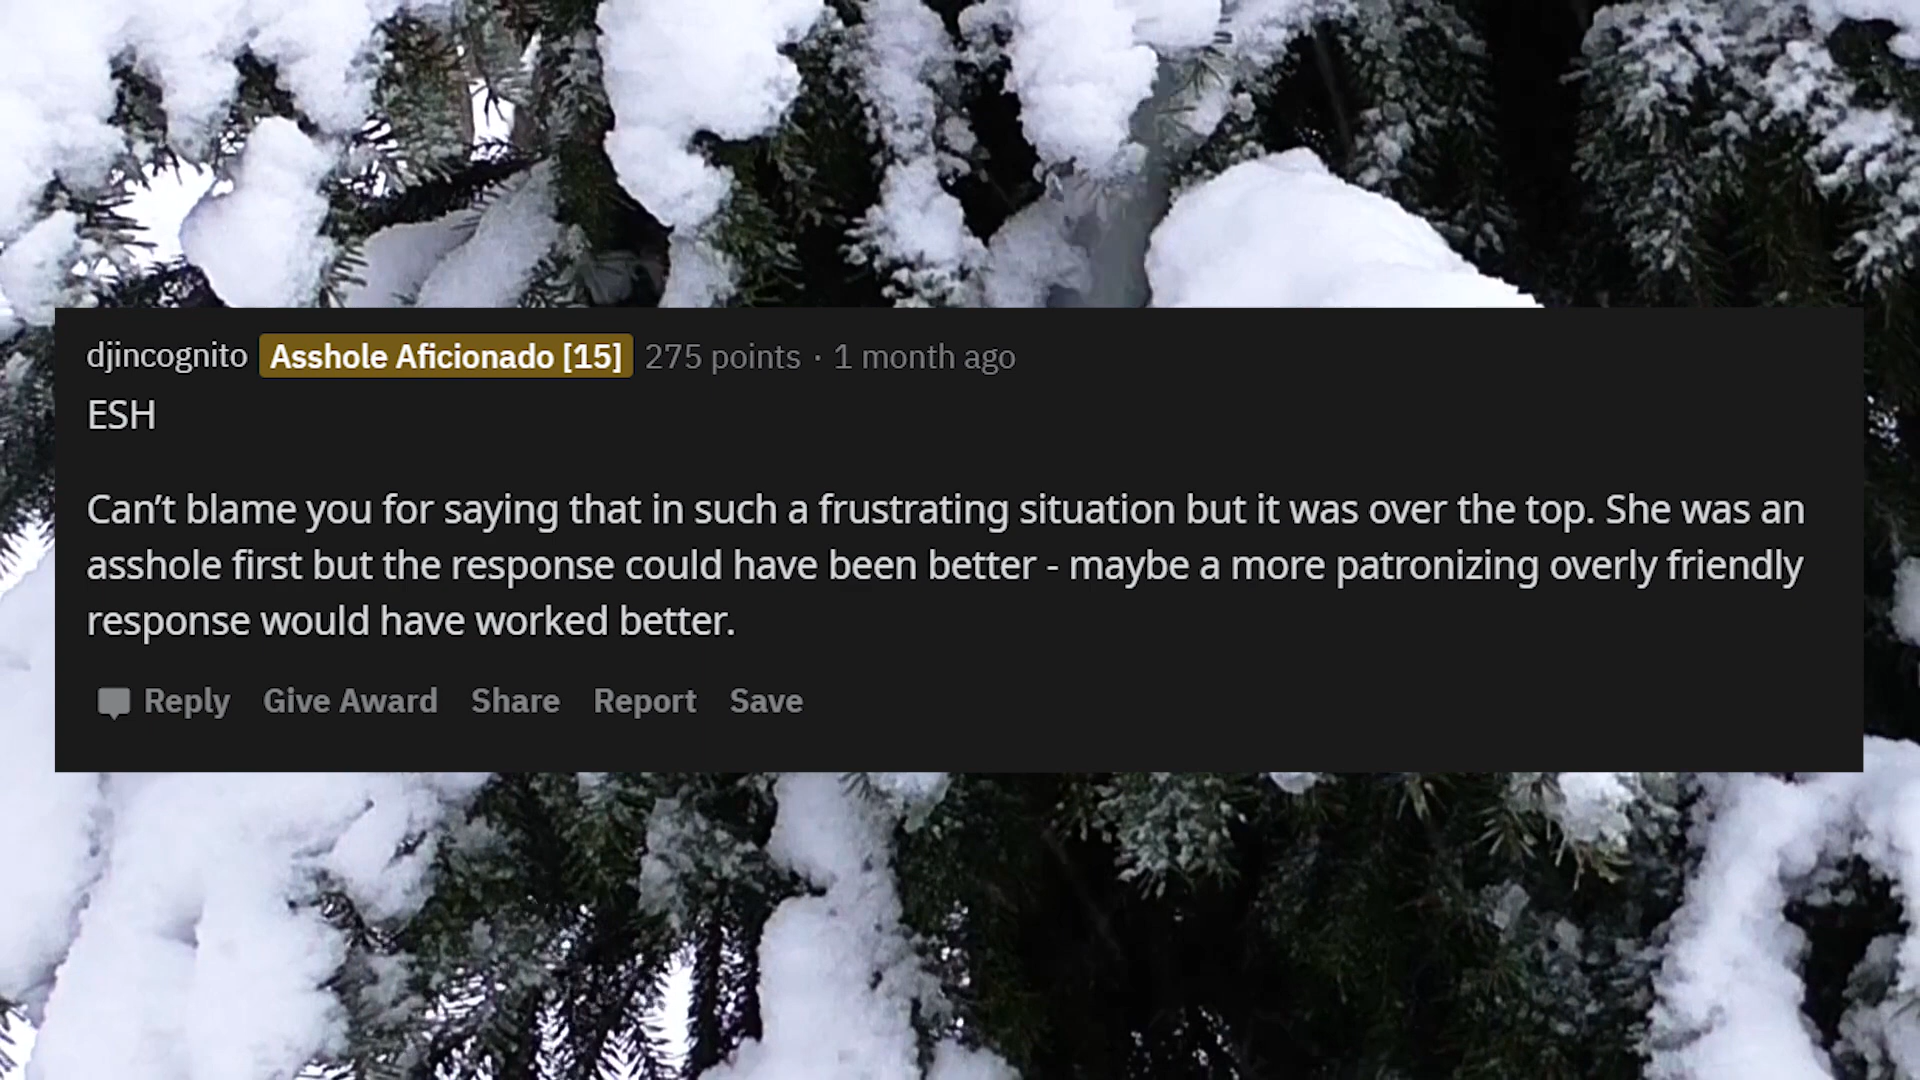 djincognito Asshole Aficionado [15] 275 points · 1 month ago
ESH
Can’t blame you for saying that in such a frustrating situation but it was over the top. She was an
asshole first but the response could have been better - maybe a more patronizing overly friendly
response would have worked better.
Reply Give Award Share Report Save